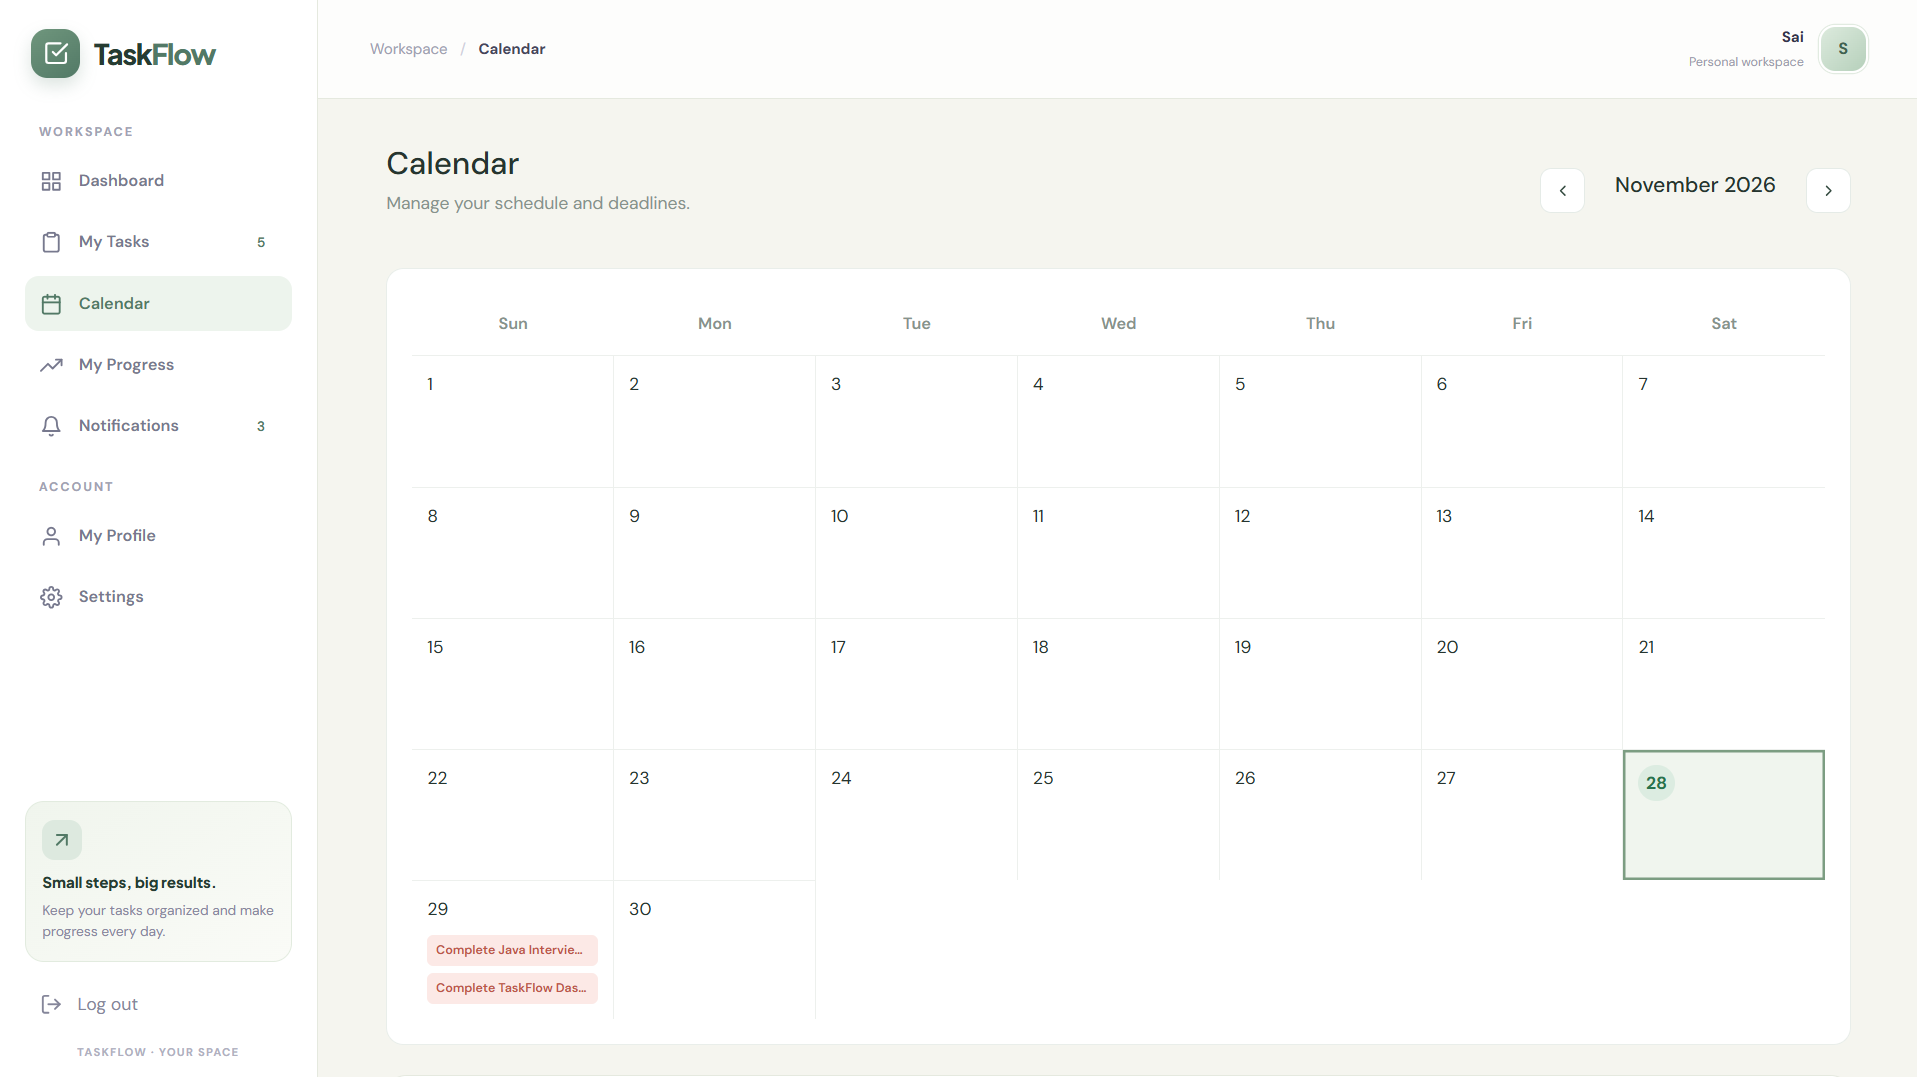 TaskFlow
WORKSPACE
Dashboard
My Tasks 5
Calendar
My Progress
Notifications 3
ACCOUNT
My Profile
Settings
Small steps, big results.
Keep your tasks organized and make
progress every day.
Log out
TASKFLOW · YOUR SPACE
Workspace / Calendar
Sai
Personal workspace
S
Calendar
Manage your schedule and deadlines.
November 2026
Sun Mon Tue Wed Thu Fri Sat
1 2 3 4 5 6 7
8 9 10 11 12 13 14
15 16 17 18 19 20 21
22 23 24 25 26 27 28
29 30
Complete Java Intervie...
Complete TaskFlow Das...